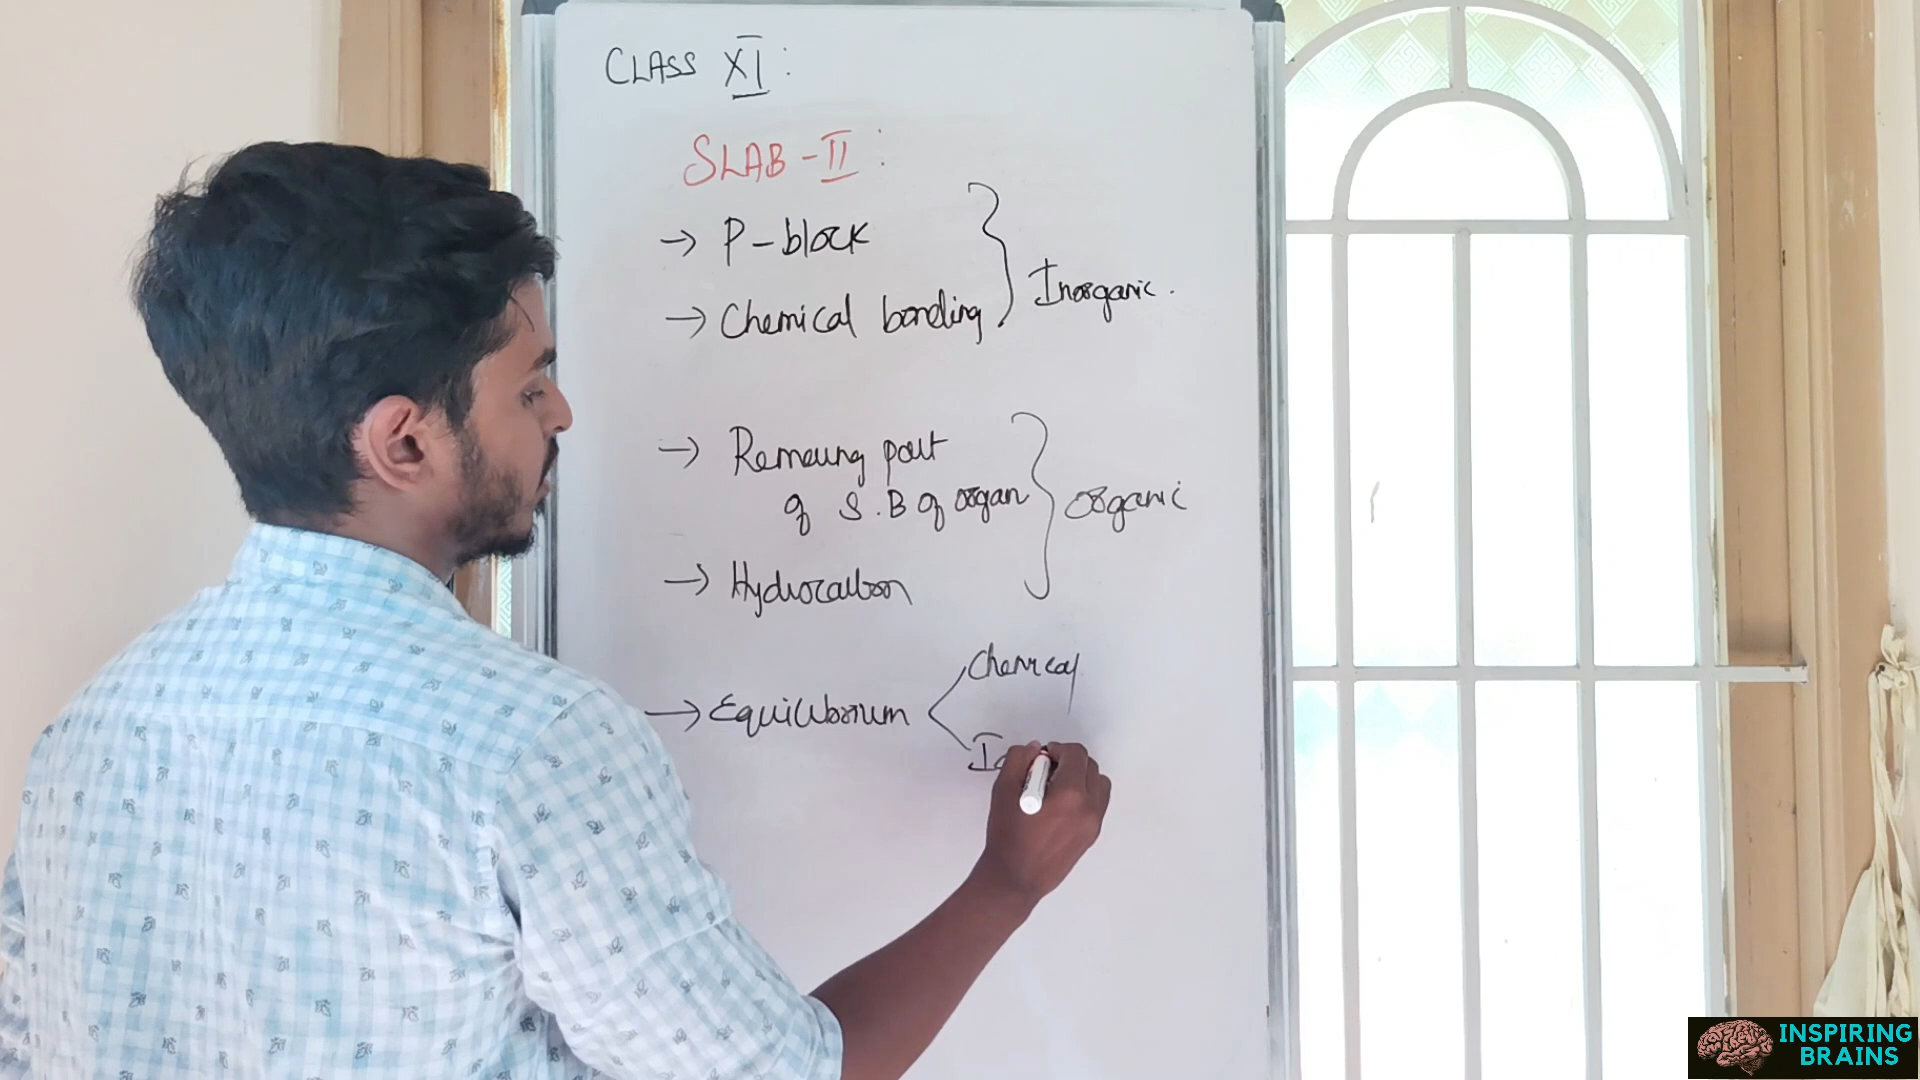 CLASS XI:
SLAB-II:
→ P-block
→ Chemical bonding
Inorganic.
→ Remaining part
of S.B of organ
organic
→ Hydrocarbon
→ Equilibrium
Chemical
INSPIRING
BRAINS